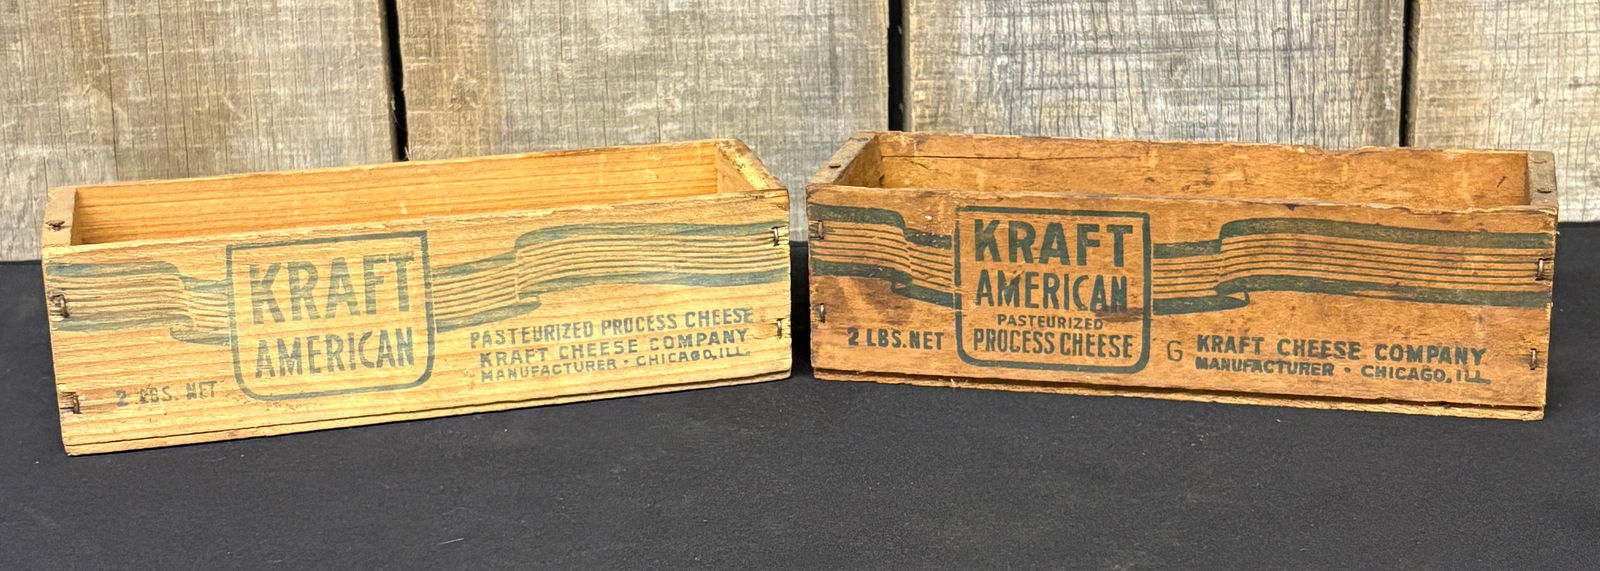 KRAFT
AMERICAN
2 LBS. NET
PASTEURIZED PROCESS CHEESE
KRAFT CHEESE COMPANY
MANUFACTURER · CHICAGO, ILL.
KRAFT
AMERICAN
PASTEURIZED
PROCESS CHEESE
2 LBS. NET
G
KRAFT CHEESE COMPANY
MANUFACTURER · CHICAGO, ILL.